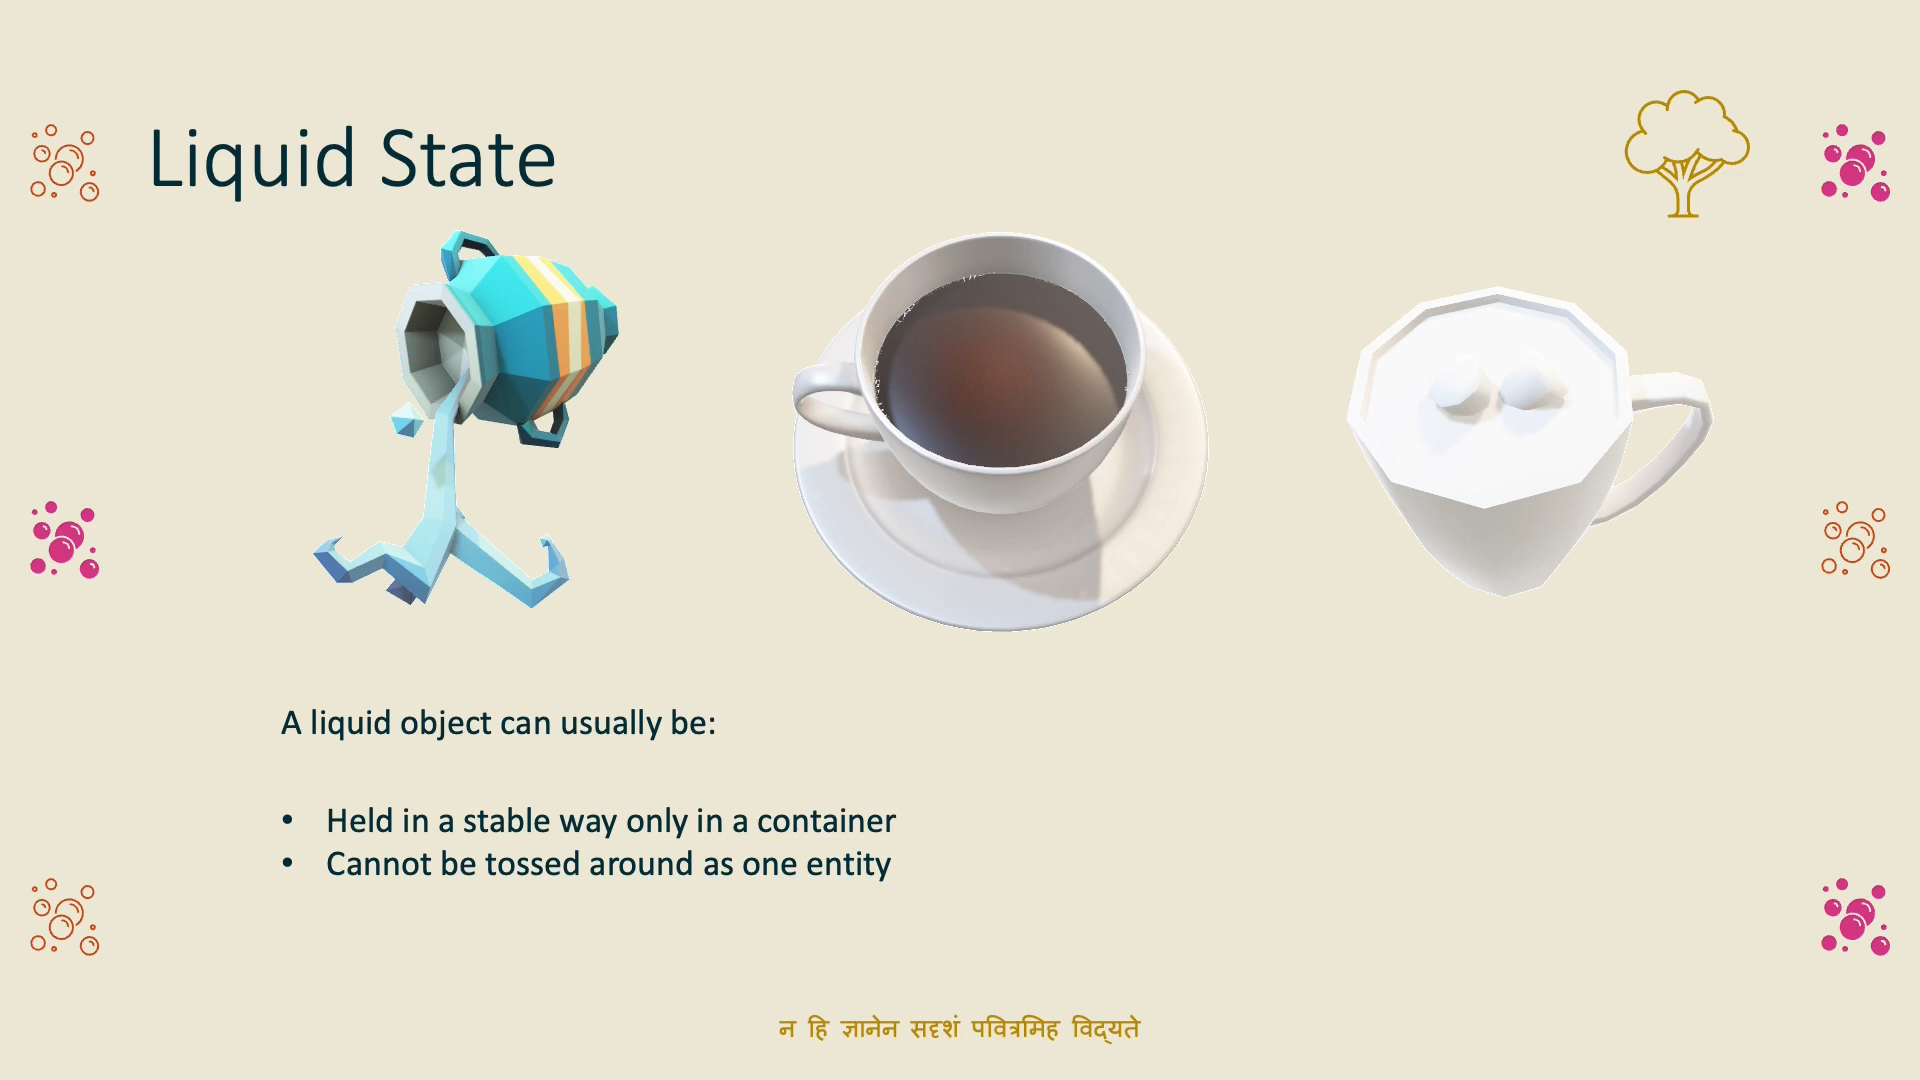 Liquid State
A liquid object can usually be:
• Held in a stable way only in a container
• Cannot be tossed around as one entity
न हि ज्ञानेन सदृशं पवित्रमिह विद्यते